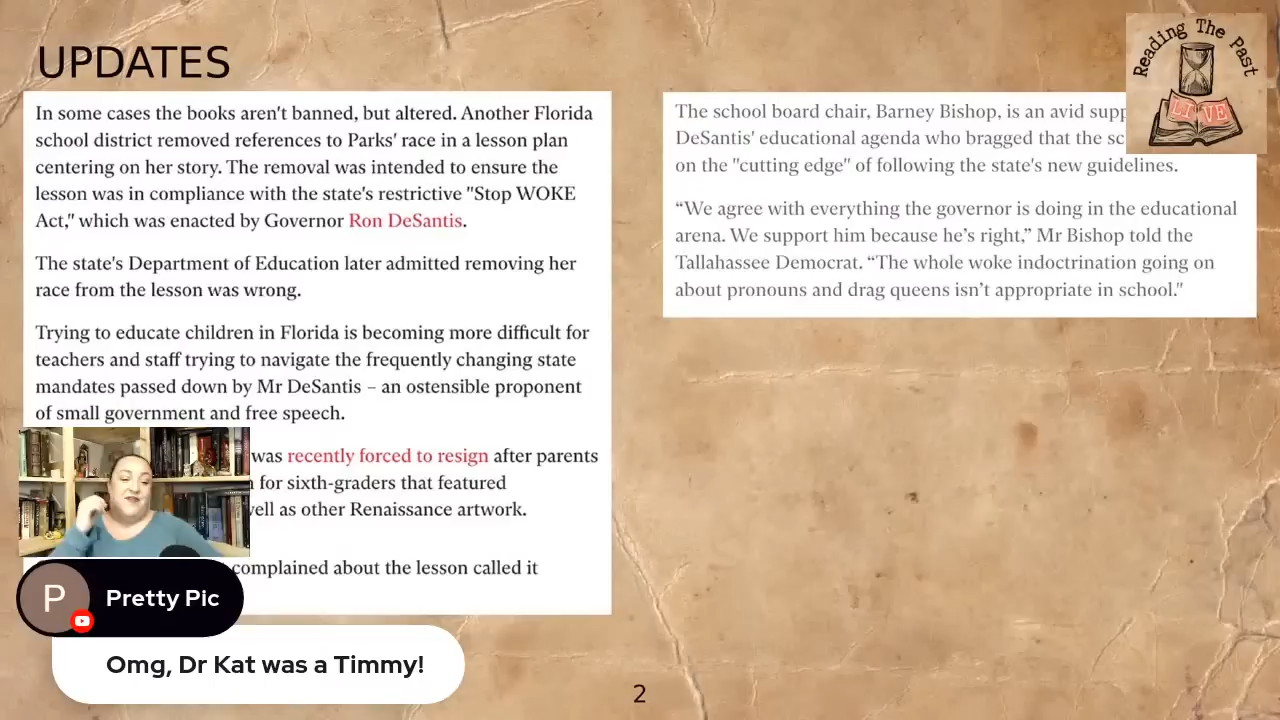 UPDATES
In some cases the books aren't banned, but altered. Another Florida
school district removed references to Parks' race in a lesson plan
centering on her story. The removal was intended to ensure the
lesson was in compliance with the state's restrictive "Stop WOKE
Act," which was enacted by Governor Ron DeSantis.
The state's Department of Education later admitted removing her
race from the lesson was wrong.
Trying to educate children in Florida is becoming more difficult for
teachers and staff trying to navigate the frequently changing state
mandates passed down by Mr DeSantis – an ostensible proponent
of small government and free speech.
was recently forced to resign after parents
for sixth-graders that featured
well as other Renaissance artwork.
complained about the lesson called it
The school board chair, Barney Bishop, is an avid
DeSantis' educational agenda who bragged that the
on the "cutting edge" of following the state's new guidelines.
“We agree with everything the governor is doing in the educational
arena. We support him because he’s right,” Mr Bishop told the
Tallahassee Democrat. “The whole woke indoctrination going on
about pronouns and drag queens isn’t appropriate in school."
Reading The Past
LIVE
P
Pretty Pic
Omg, Dr Kat was a Timmy!
2